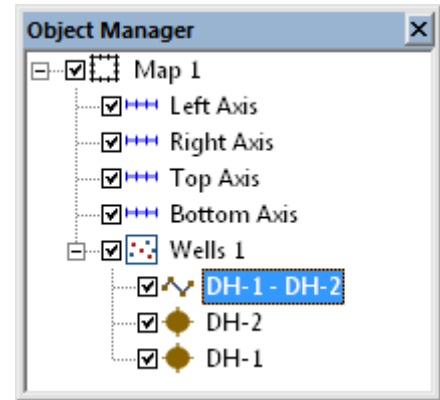 Object Manager
Map 1
Left Axis
Right Axis
Top Axis
Bottom Axis
Wells 1
DH-1 - DH-2
DH-2
DH-1